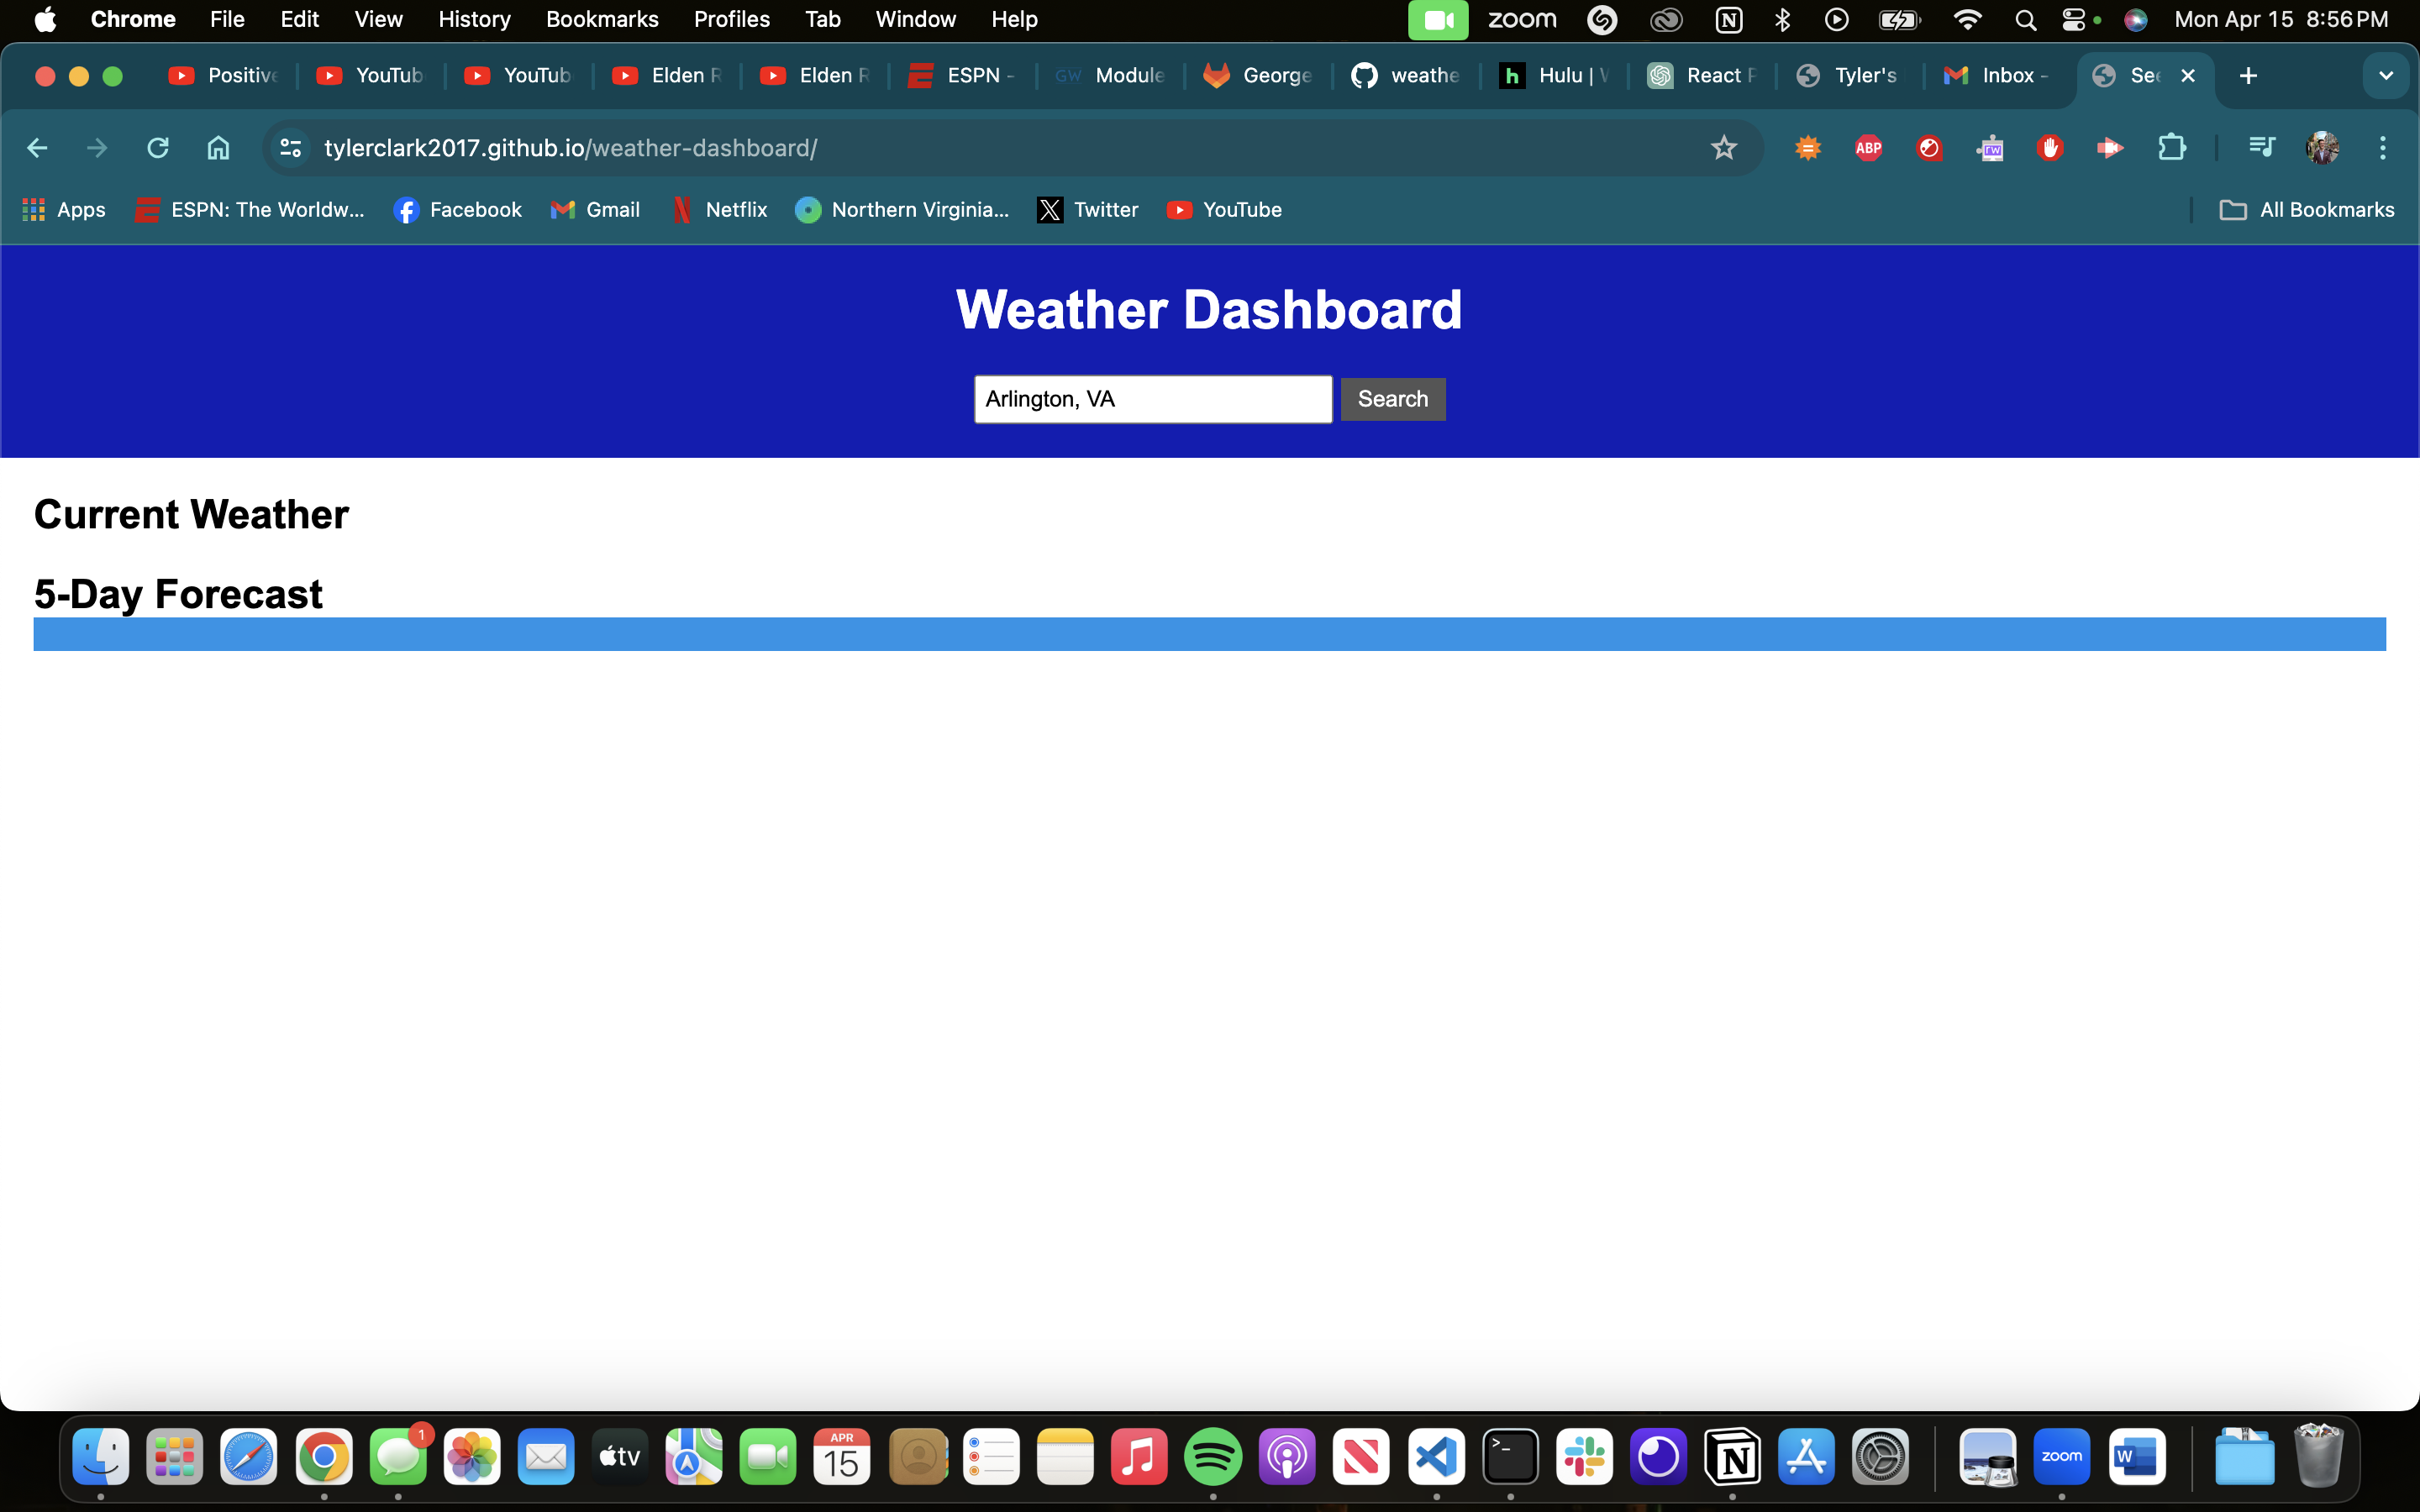 Chrome File Edit View History Bookmarks Profiles Tab Window Help zoom Mon Apr 15 8:56 PM
Positive YouTub YouTub Elden R Elden R ESPN - GW Module George weathe h Hulu | W React P Tyler's Inbox - See
tylerclark2017.github.io/weather-dashboard/ ABP rw
Apps ESPN: The Worldw... Facebook Gmail Netflix Northern Virginia... Twitter YouTube All Bookmarks
Weather Dashboard
Arlington, VA Search
Current Weather
5-Day Forecast
1
tv APR 15 >_ N zoom W